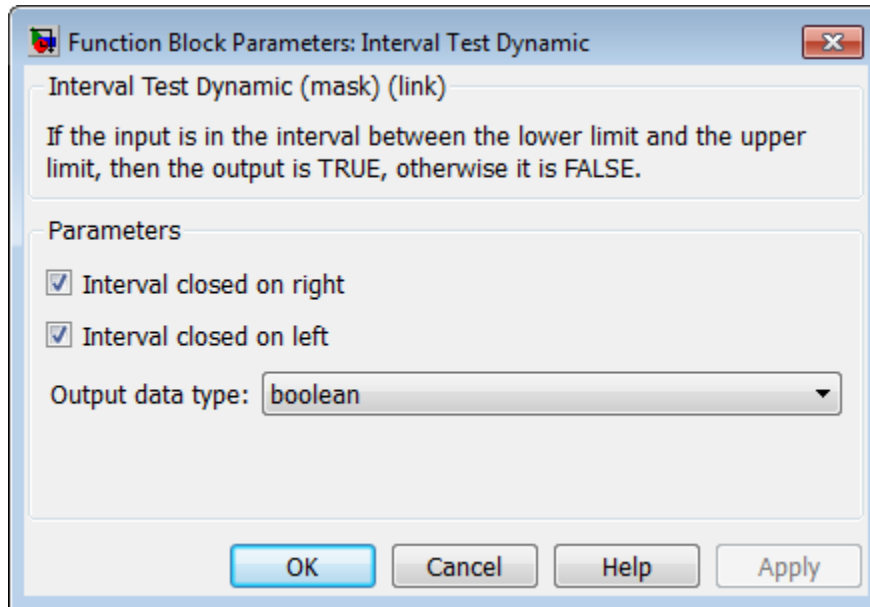 Function Block Parameters: Interval Test Dynamic
Interval Test Dynamic (mask) (link)
If the input is in the interval between the lower limit and the upper
limit, then the output is TRUE, otherwise it is FALSE.
Parameters
Interval closed on right
Interval closed on left
Output data type: boolean
OK Cancel Help Apply